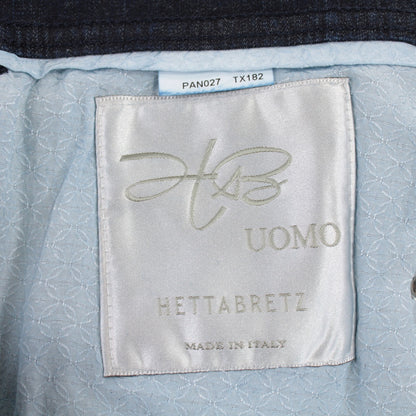 PAN027 TX182
HB
UOMO
HETTABRETZ
MADE IN ITALY